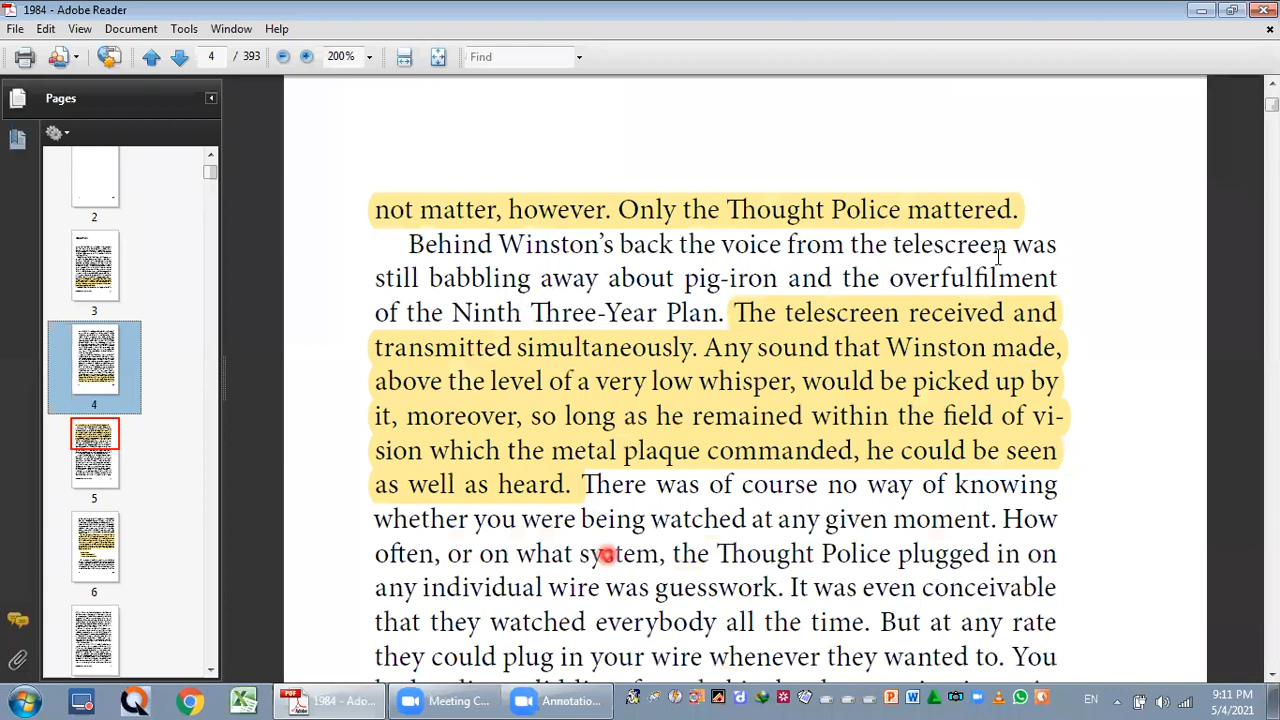 1984 - Adobe Reader
File Edit View Document Tools Window Help
4 / 393 200% Find
Pages
2
3
4
5
6
not matter, however. Only the Thought Police mattered.
Behind Winston’s back the voice from the telescreen was
still babbling away about pig-iron and the overfulfilment
of the Ninth Three-Year Plan. The telescreen received and
transmitted simultaneously. Any sound that Winston made,
above the level of a very low whisper, would be picked up by
it, moreover, so long as he remained within the field of vi-
sion which the metal plaque commanded, he could be seen
as well as heard. There was of course no way of knowing
whether you were being watched at any given moment. How
often, or on what system, the Thought Police plugged in on
any individual wire was guesswork. It was even conceivable
that they watched everybody all the time. But at any rate
they could plug in your wire whenever they wanted to. You
1984 - Ado... Meeting C... Annotatio... EN 9:11 PM
5/4/2021